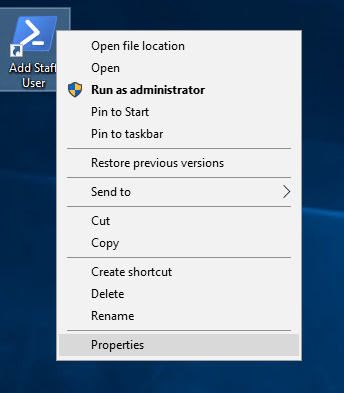 Add Staff
User
Open file location
Open
Run as administrator
Pin to Start
Pin to taskbar
Restore previous versions
Send to
Cut
Copy
Create shortcut
Delete
Rename
Properties